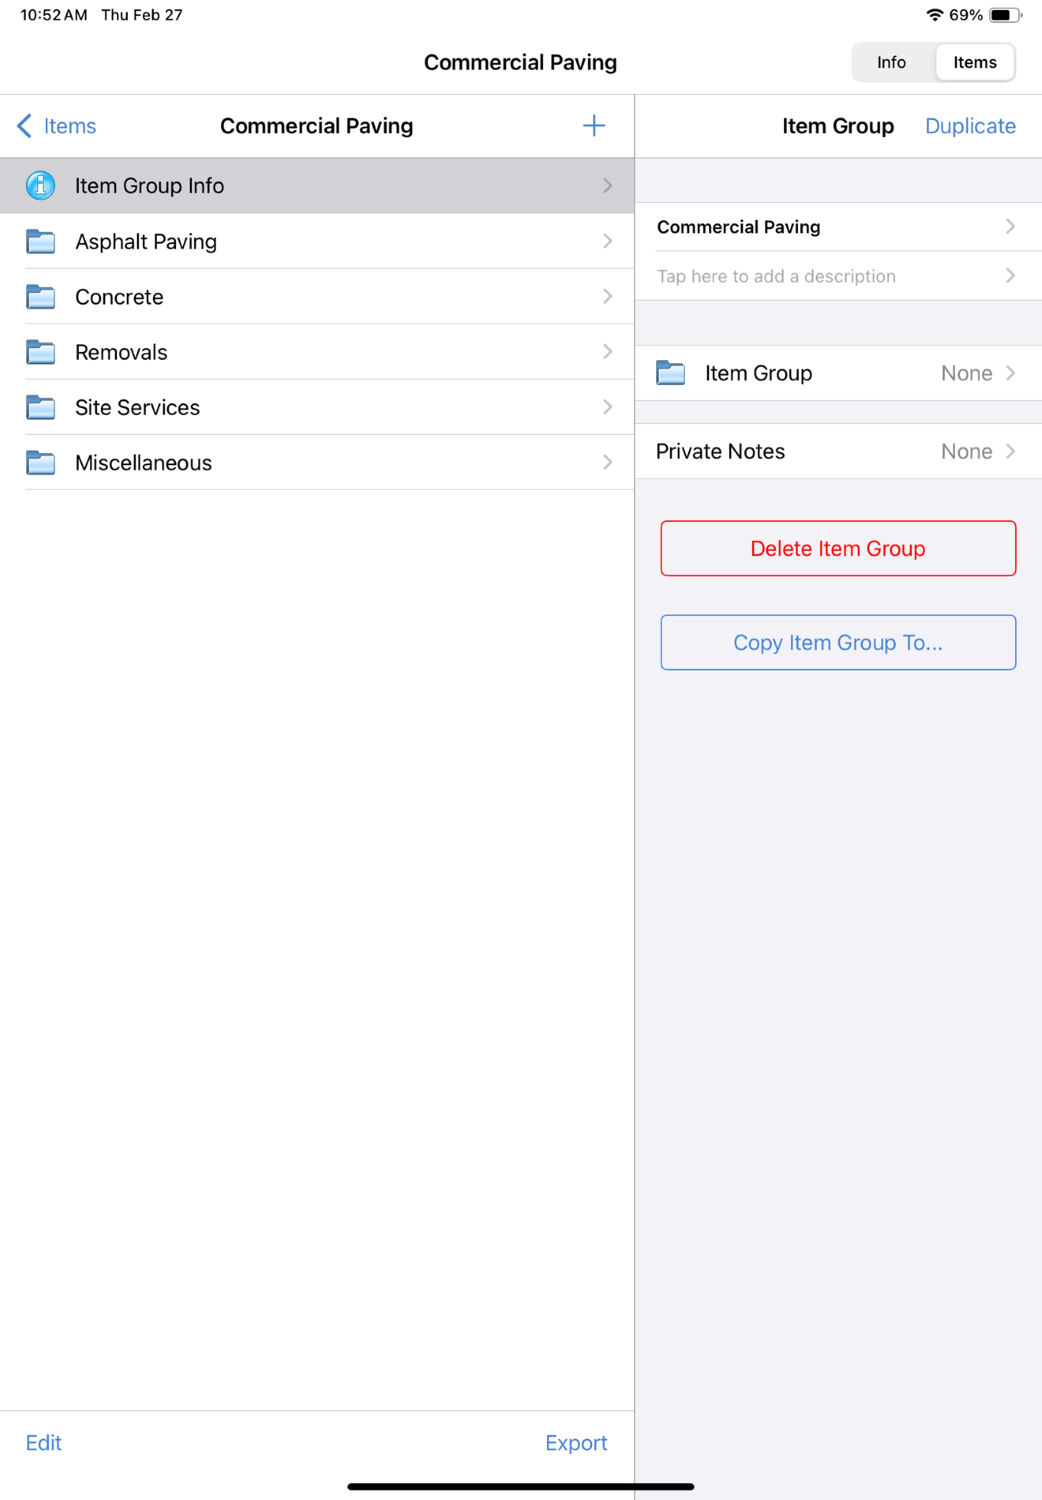 10:52 AM Thu Feb 27
69%
Commercial Paving
Info
Items
Items
Commercial Paving
Item Group Info
Asphalt Paving
Concrete
Removals
Site Services
Miscellaneous
Edit
Export
Item Group
Duplicate
Commercial Paving
Tap here to add a description
Item Group None
Private Notes None
Delete Item Group
Copy Item Group To...